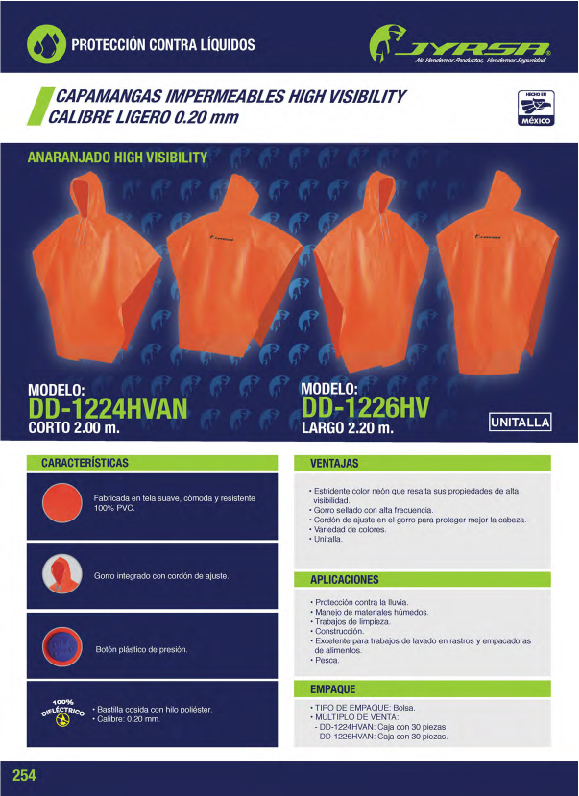 PROTECCIÓN CONTRA LÍQUIDOS
JYRSA®
No Vendemos Productos, Vendemos Seguridad
CAPAMANGAS IMPERMEABLES HIGH VISIBILITY
CALIBRE LIGERO 0.20 mm
HECHO EN
MÉXICO
ANARANJADO HIGH VISIBILITY
MODELO:
DD-1224HVAN
CORTO 2.00 m.
MODELO:
DD-1226HV
LARGO 2.20 m.
UNITALLA
CARACTERÍSTICAS
Fabricada en tela suave, cómoda y resistente
100% PVC.
Gorro integrado con cordón de ajuste.
Botón plástico de presión.
100%
DIELÉCTRICO
• Bastilla cosida con hilo poliéster.
• Calibre: 0.20 mm.
VENTAJAS
• Estridente color neón que resalta sus propiedades de alta
visibilidad.
• Gorro sellado con alta frecuencia.
• Cordón de ajuste en el gorro para proteger mejor la cabeza.
• Variedad de colores.
• Unitalla.
APLICACIONES
• Protección contra la lluvia.
• Manejo de materiales húmedos.
• Trabajos de limpieza.
• Construcción.
• Excelente para trabajos de lavado en rastros y empacadoras
de alimentos.
• Pesca.
EMPAQUE
• TIPO DE EMPAQUE: Bolsa.
• MULTIPLO DE VENTA:
- DD-1224HVAN: Caja con 30 piezas
- DD-1226HVAN: Caja con 30 piezas.
254